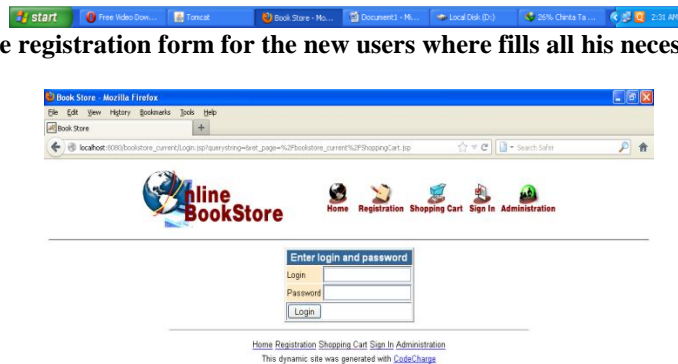 start Free Video Dow... Tomcat Book Store - Mo... Document1 - Mi... Local Disk (D:) 26% Chinta Ta ... 2:31 AM
e registration form for the new users where fills all his neces
Book Store - Mozilla Firefox
File Edit View History Bookmarks Tools Help
Book Store +
localhost:8080/bookstore_current/Login.jsp?querystring=&ret_page=%2Fbookstore_current%2FShoppingCart.jsp Search Safer
nline
BookStore
Home Registration Shopping Cart Sign In Administration
Enter login and password
Login
Password
Login
Home Registration Shopping Cart Sign In Administration
This dynamic site was generated with CodeCharge